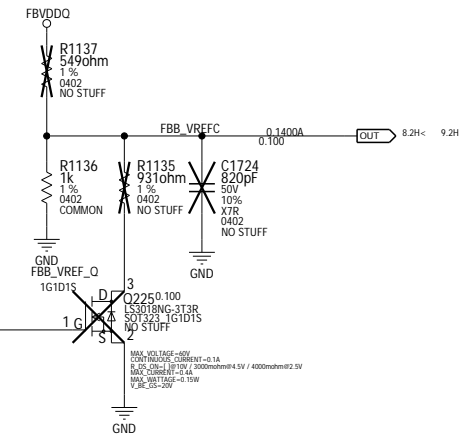 FBVDDQ
R1137
549ohm
1 %
0402
NO STUFF
FBB_VREFC
0.1400A
0.100
OUT
8.2H<
9.2H
R1136
1k
1 %
0402
COMMON
R1135
931ohm
1 %
0402
NO STUFF
C1724
820pF
50V
10%
X7R
0402
NO STUFF
GND
GND
FBB_VREF_Q
1G1D1S
3
D
Q225
0.100
LS3018NG-3T3R
SOT323_1G1D1S
NO STUFF
1
G
S
2
MAX_VOLTAGE=60V
CONTINUOUS_CURRENT=0.1A
R_DS_ON=[ ]@10V / 3000mohm@4.5V / 4000mohm@2.5V
MAX_CURRENT=0.4A
MAX_WATTAGE=0.15W
V_BE_GS=20V
GND